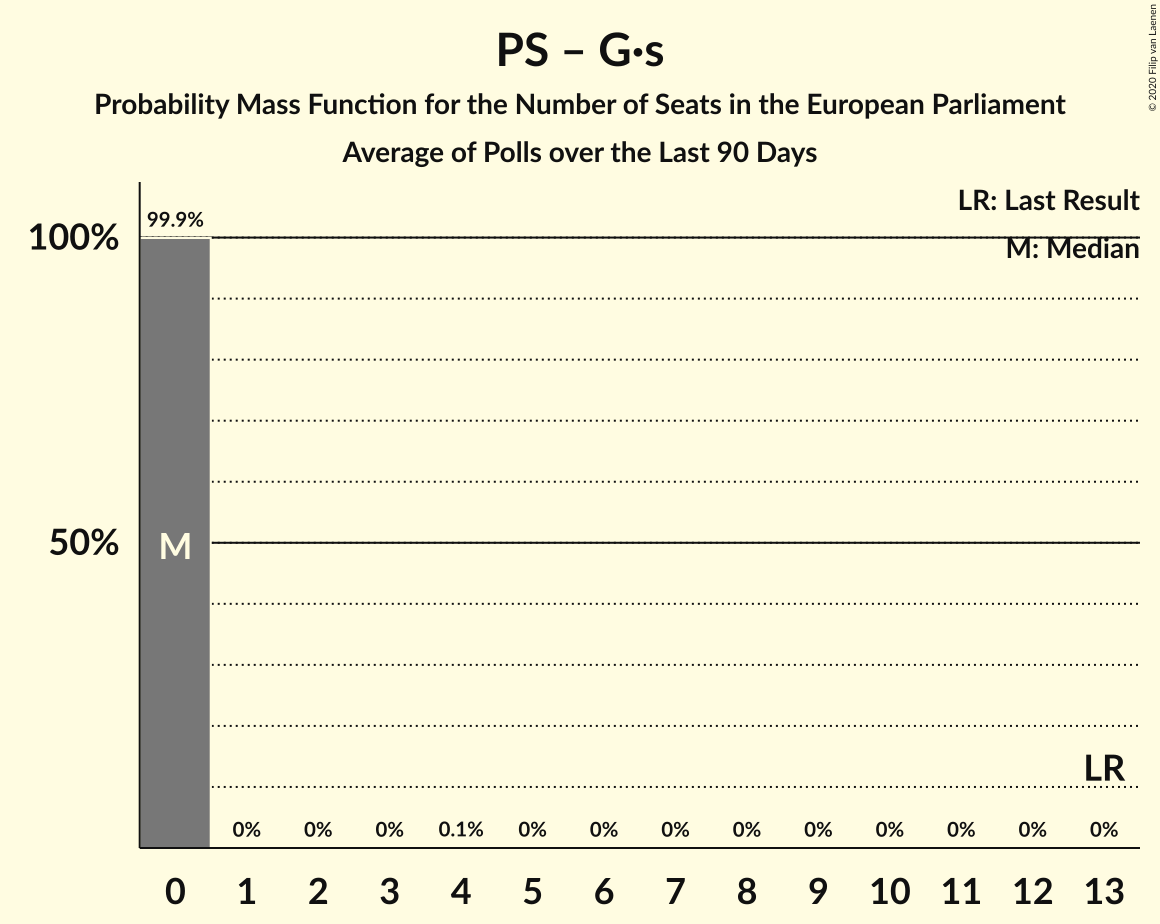 PS – G·s
Probability Mass Function for the Number of Seats in the European Parliament
Average of Polls over the Last 90 Days
© 2020 Filip van Laenen
LR: Last Result
M: Median
99.9%
100%
50%
M
LR
0% 0% 0% 0.1% 0% 0% 0% 0% 0% 0% 0% 0% 0%
0 1 2 3 4 5 6 7 8 9 10 11 12 13